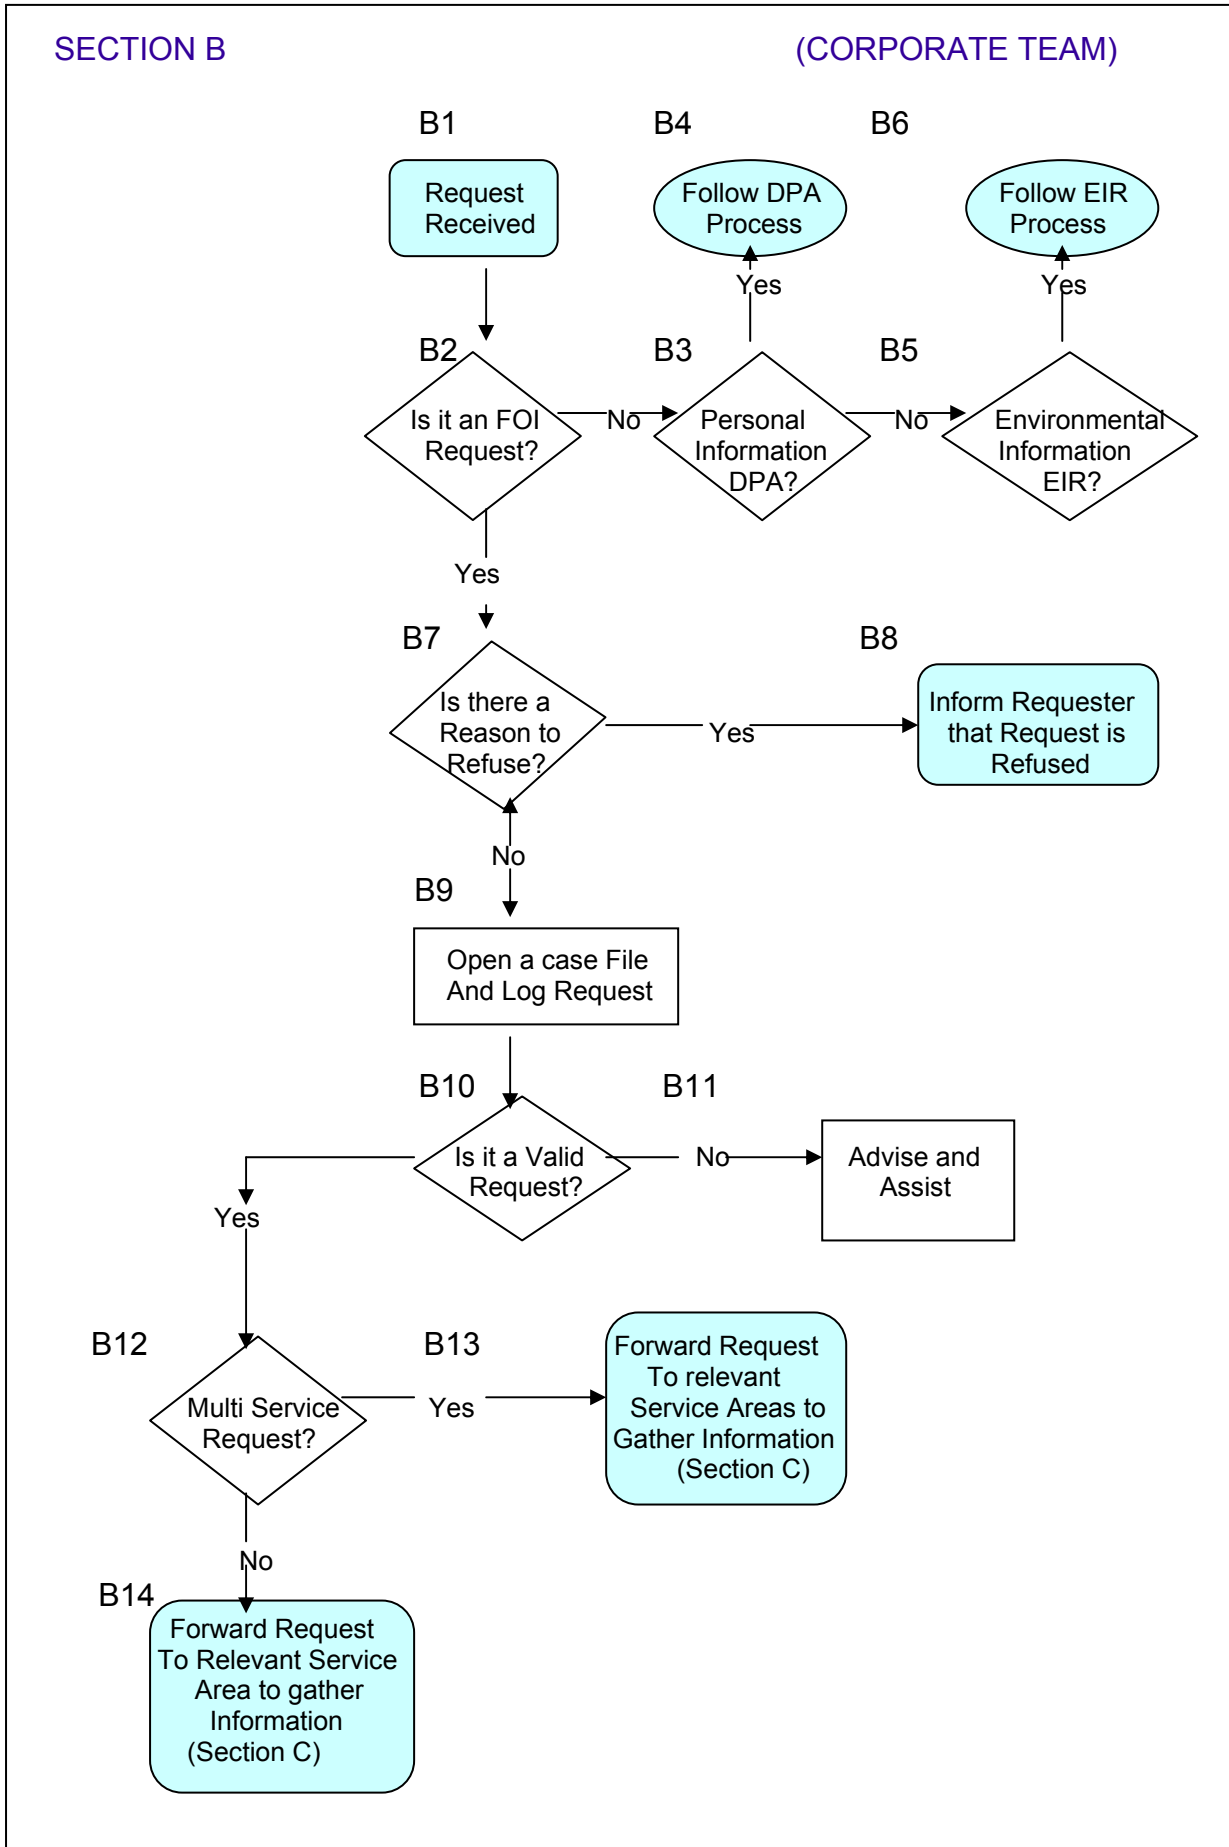 SECTION B (CORPORATE TEAM)
B1 B4 B6
Request
Received
Follow DPA
Process
Follow EIR
Process
Yes Yes
B2 B3 B5
Is it an FOI
Request?
No
Personal
Information
DPA?
No
Environmental
Information
EIR?
Yes
B7 B8
Is there a
Reason to
Refuse?
Yes
Inform Requester
that Request is
Refused
No
B9
Open a case File
And Log Request
B10 B11
Is it a Valid
Request?
No
Advise and
Assist
Yes
B12 B13
Multi Service
Request?
Yes
Forward Request
To relevant
Service Areas to
Gather Information
(Section C)
No
B14
Forward Request
To Relevant Service
Area to gather
Information
(Section C)